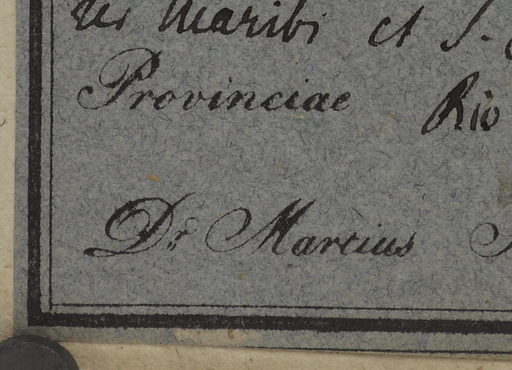 Maribi et S.
Provinciae Rio
Dr. Martius